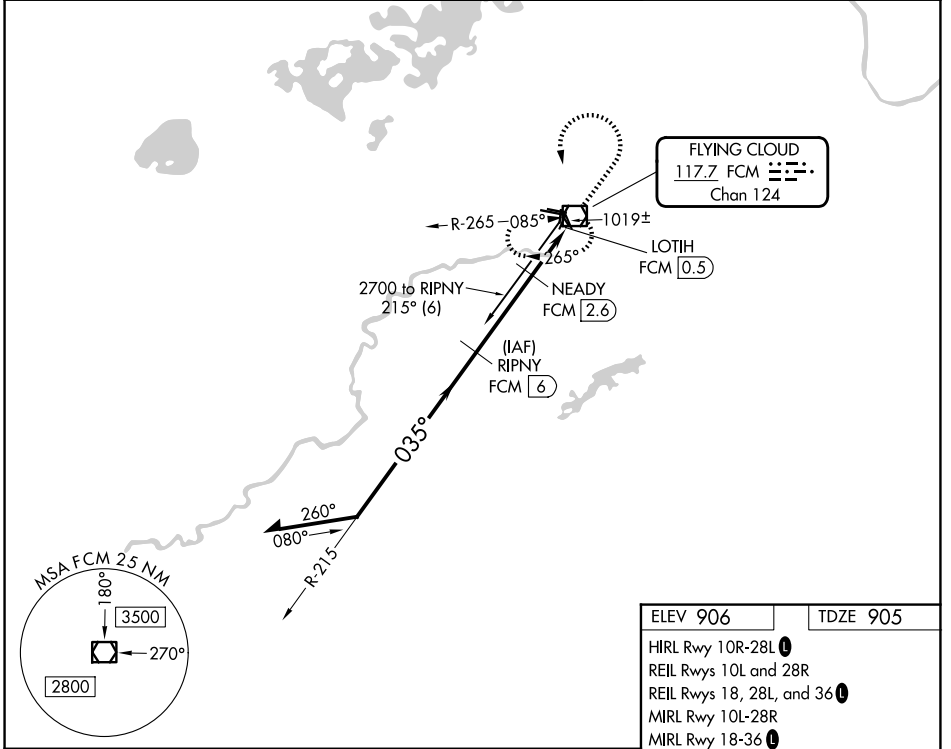 FLYING CLOUD
117.7 FCM
Chan 124
R-265
085°
1019±
LOTIH
FCM 0.5
265°
2700 to RIPNY
215° (6)
NEADY
FCM 2.6
(IAF)
RIPNY
FCM 6
035°
260°
080°
R-215
MSA FCM 25 NM
180°
3500
270°
2800
ELEV 906
TDZE 905
HIRL Rwy 10R-28L L
REIL Rwys 10L and 28R
REIL Rwys 18, 28L, and 36 L
MIRL Rwy 10L-28R
MIRL Rwy 18-36 L